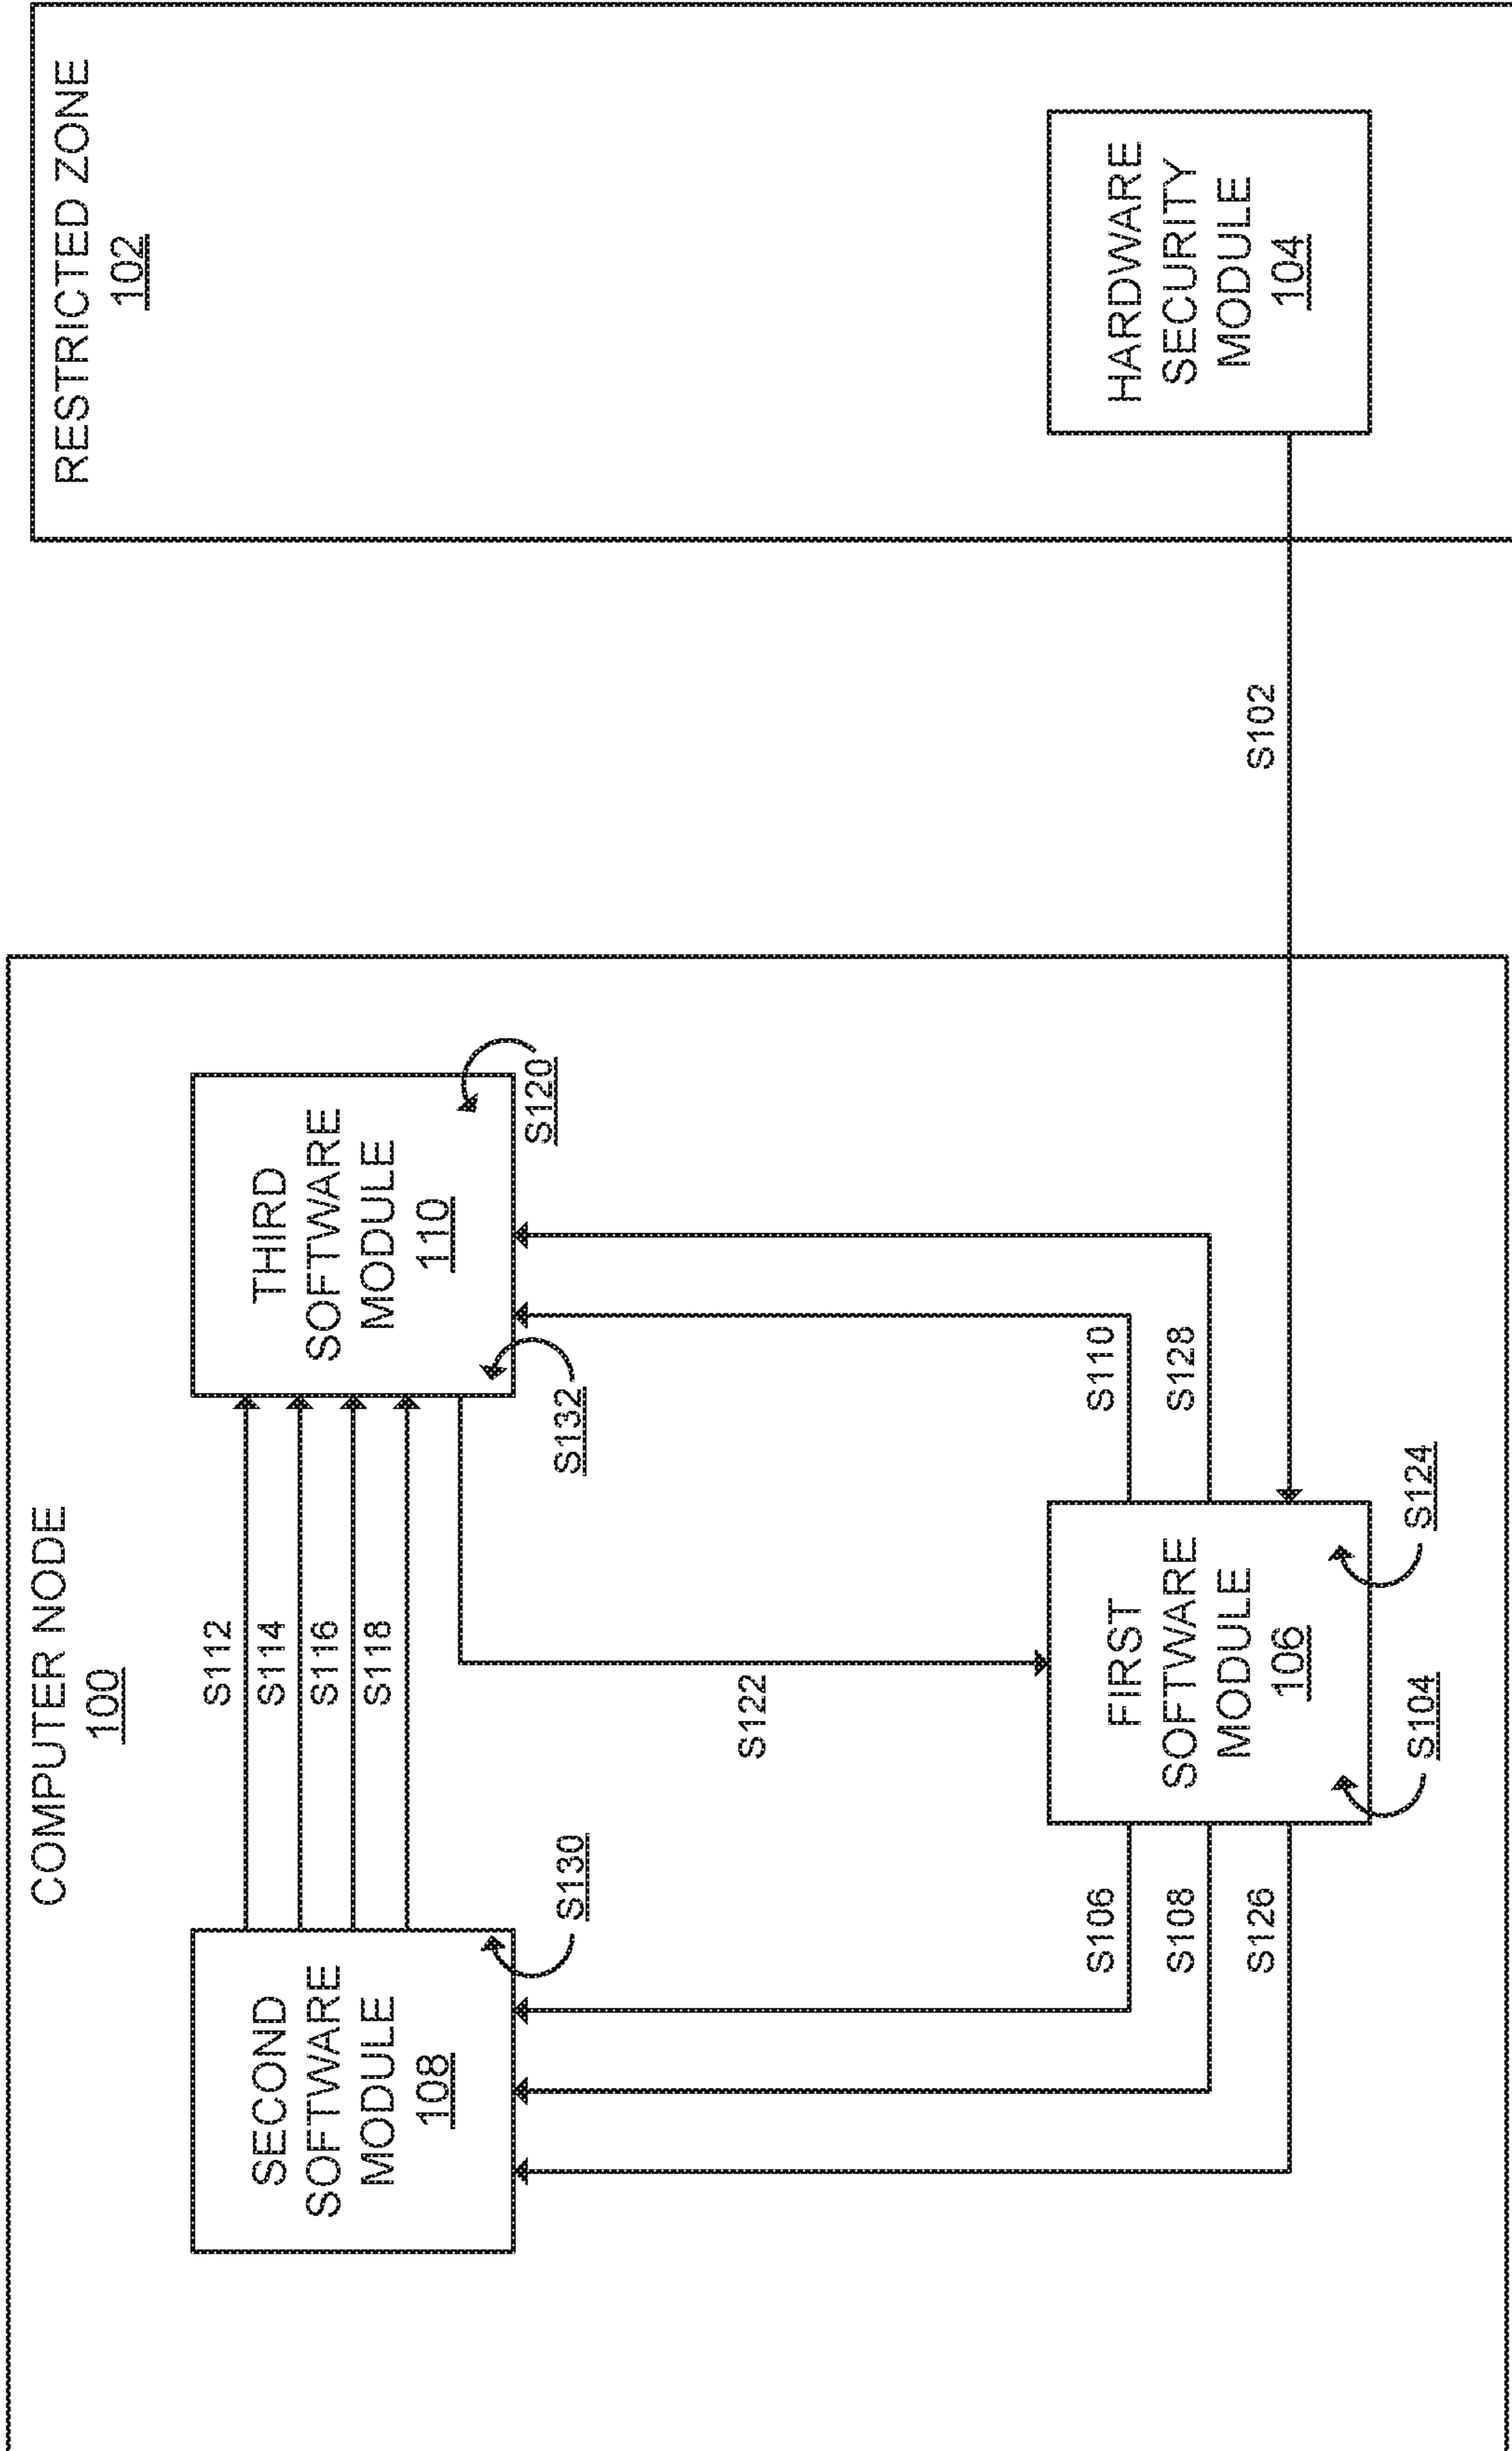 COMPUTER NODE
100
SECOND
SOFTWARE
MODULE
108
S112
S114
S116
S118
THIRD
SOFTWARE
MODULE
110
S130
S132
S120
S122
S106
S108
S126
FIRST
SOFTWARE
MODULE
106
S104
S124
S110
S128
S102
RESTRICTED ZONE
102
HARDWARE
SECURITY
MODULE
104